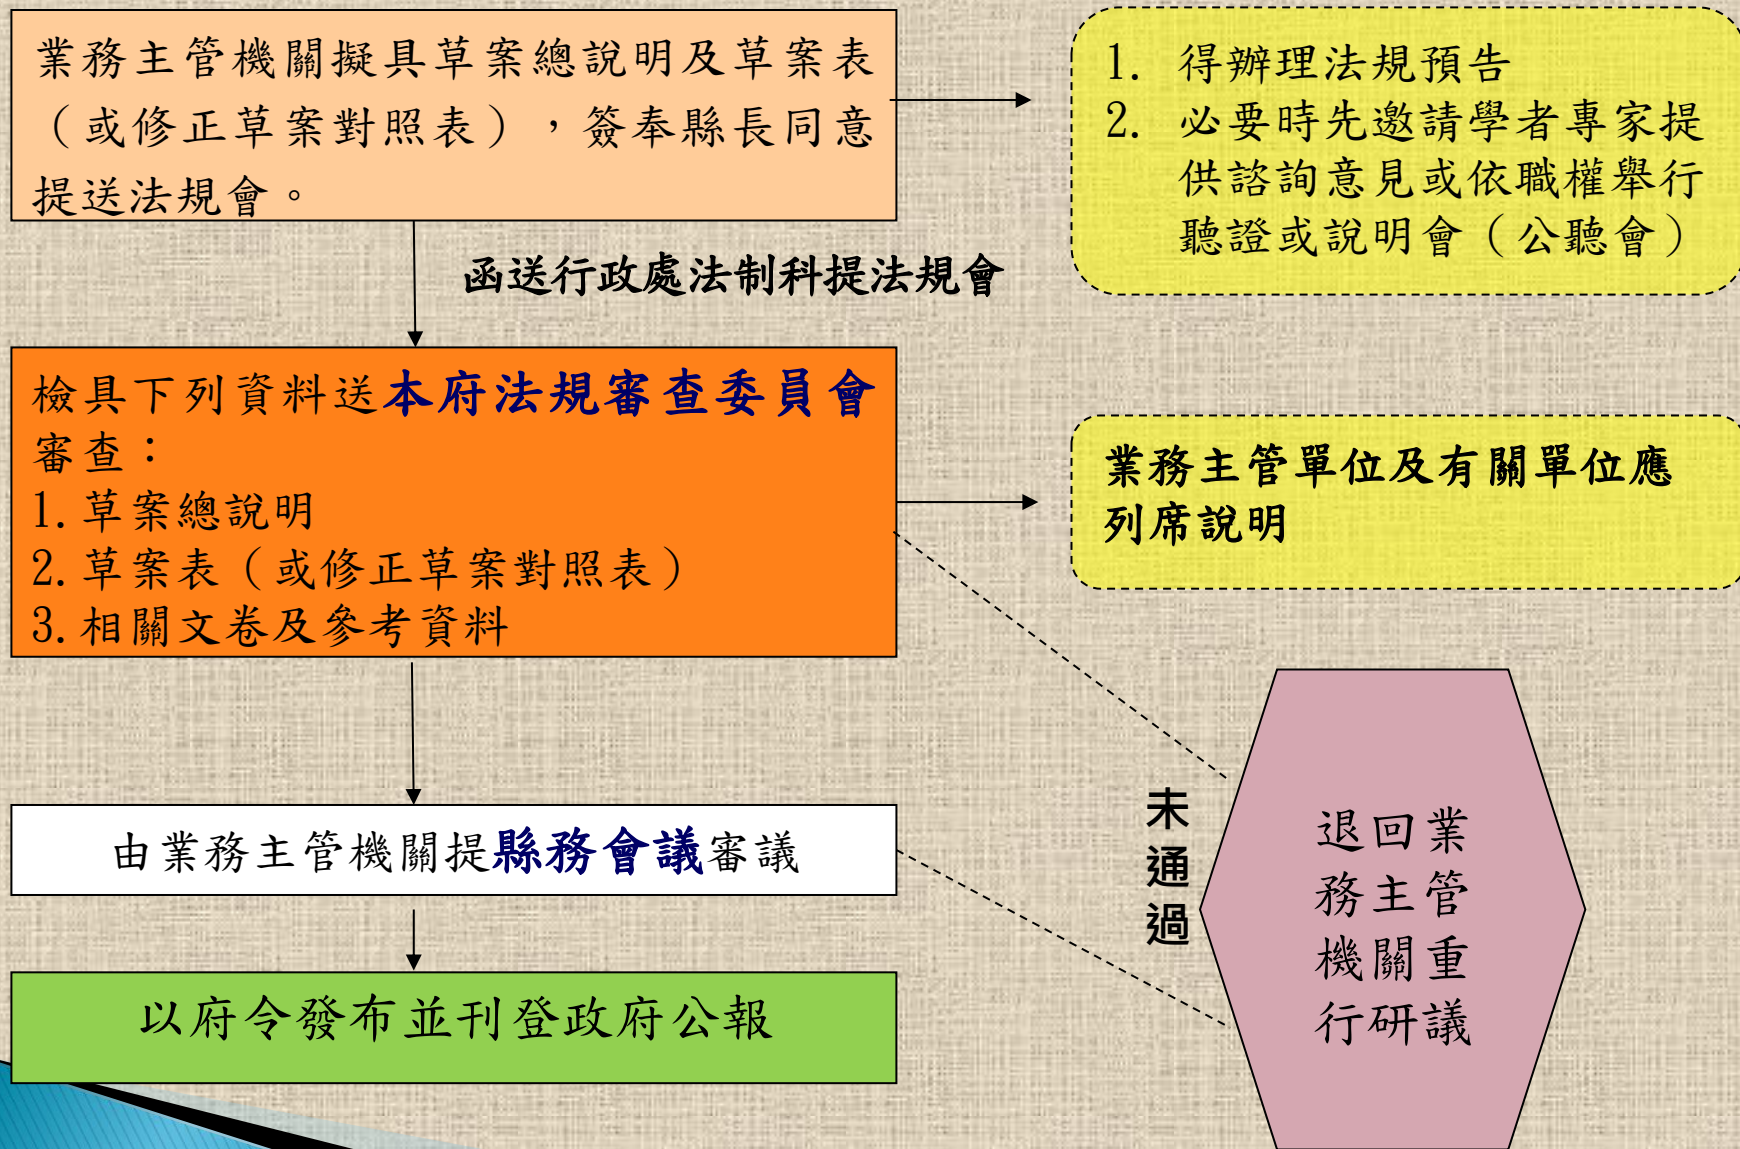 業務主管機關擬具草案總說明及草案表
（或修正草案對照表），簽奉縣長同意
提送法規會。
1. 得辦理法規預告
2. 必要時先邀請學者專家提
供諮詢意見或依職權舉行
聽證或說明會（公聽會）
函送行政處法制科提法規會
檢具下列資料送本府法規審查委員會
審查：
1.草案總說明
2.草案表（或修正草案對照表）
3.相關文卷及參考資料
業務主管單位及有關單位應
列席說明
由業務主管機關提縣務會議審議
以府令發布並刊登政府公報
未
通
過
退回業
務主管
機關重
行研議